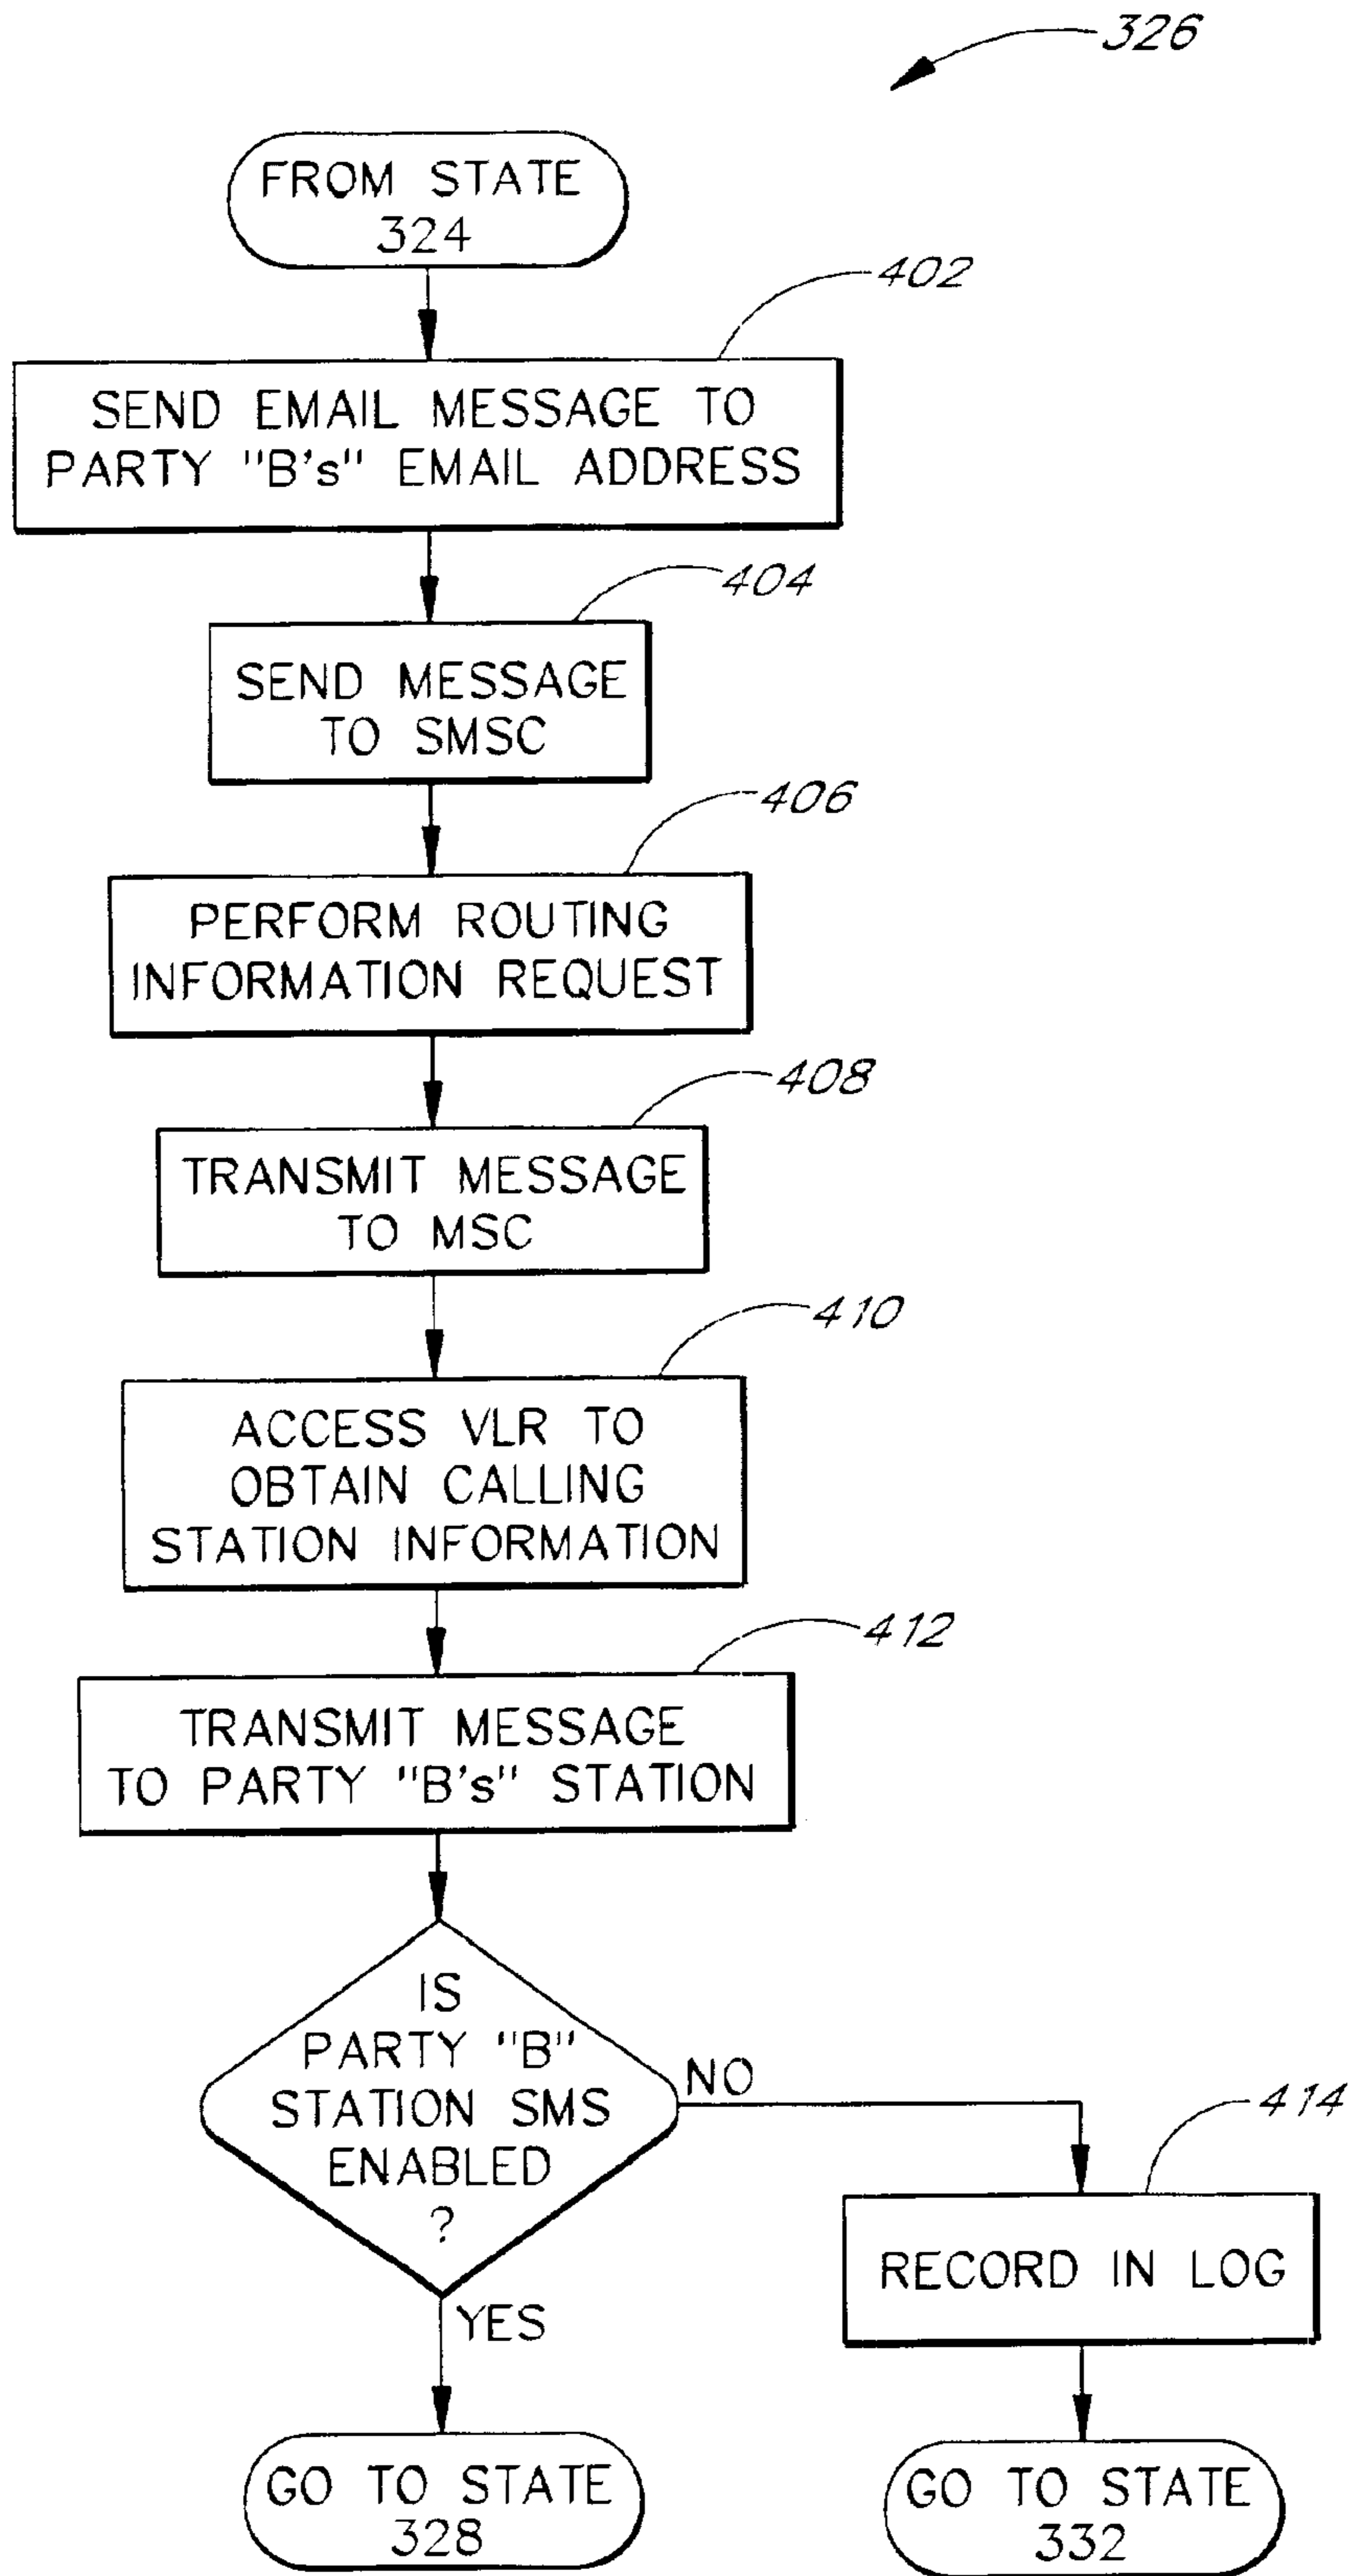 326
FROM STATE
324
402
SEND EMAIL MESSAGE TO
PARTY "B's" EMAIL ADDRESS
404
SEND MESSAGE
TO SMSC
406
PERFORM ROUTING
INFORMATION REQUEST
408
TRANSMIT MESSAGE
TO MSC
410
ACCESS VLR TO
OBTAIN CALLING
STATION INFORMATION
412
TRANSMIT MESSAGE
TO PARTY "B's" STATION
IS
PARTY "B"
STATION SMS
ENABLED
?
NO
414
RECORD IN LOG
YES
GO TO STATE
328
GO TO STATE
332